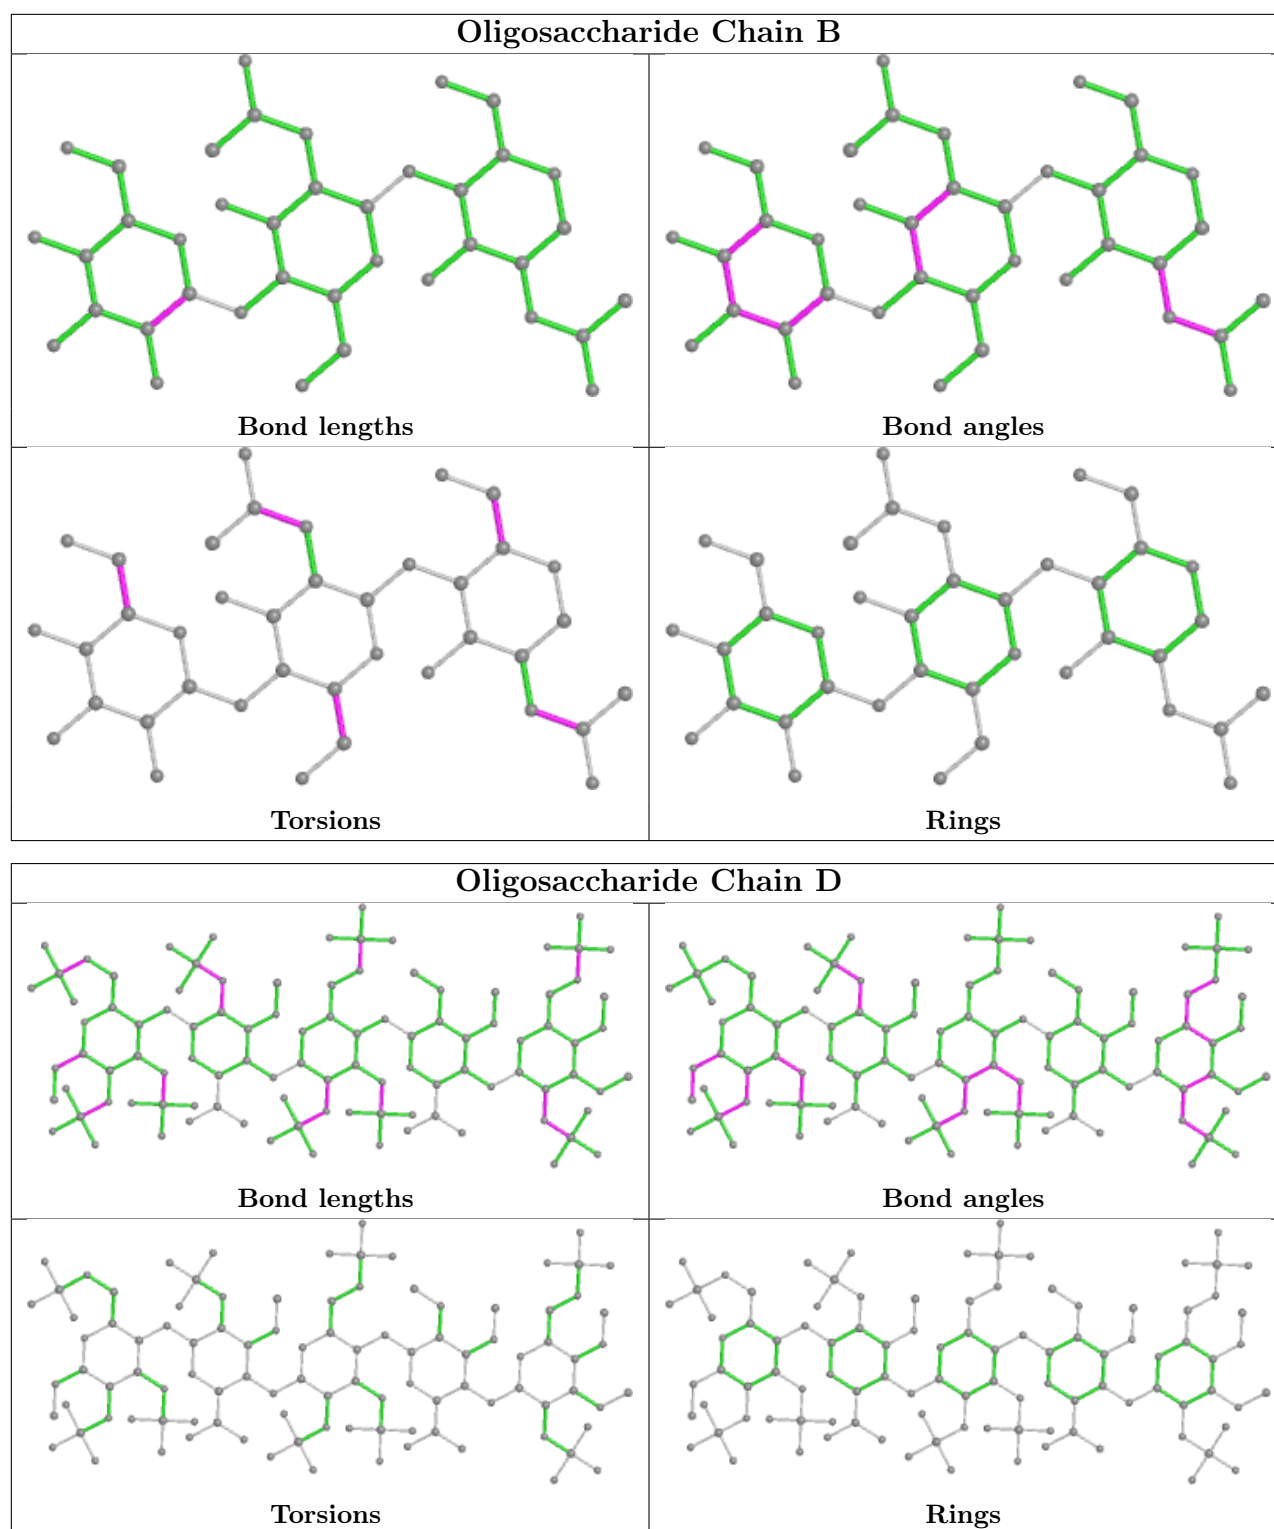 Oligosaccharide Chain B
Bond lengths
Bond angles
Torsions
Rings
Oligosaccharide Chain D
Bond lengths
Bond angles
Torsions
Rings